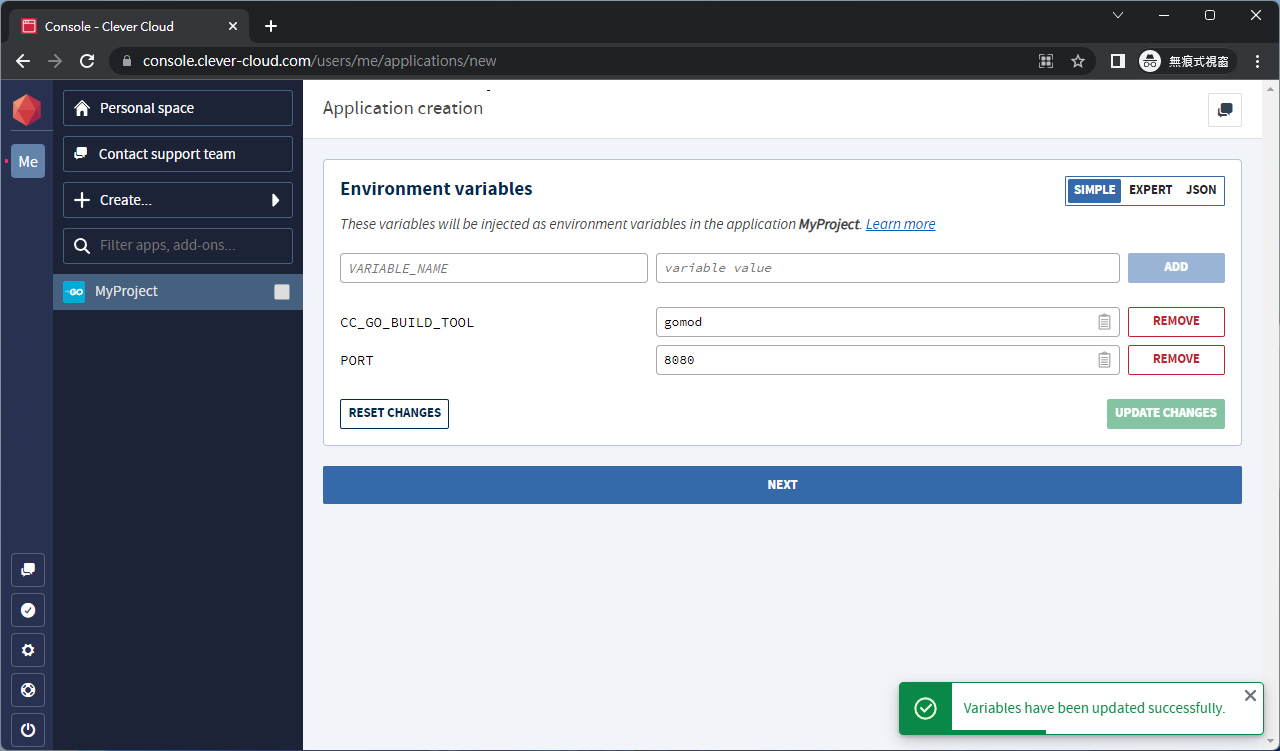 Console - Clever Cloud
console.clever-cloud.com/users/me/applications/new
無痕式視窗
Me
Personal space
Contact support team
Create...
Filter apps, add-ons...
GO
MyProject
Application creation
Environment variables
SIMPLE EXPERT JSON
These variables will be injected as environment variables in the application MyProject. Learn more
VARIABLE_NAME variable value ADD
CC_GO_BUILD_TOOL gomod REMOVE
PORT 8080 REMOVE
RESET CHANGES UPDATE CHANGES
NEXT
Variables have been updated successfully.